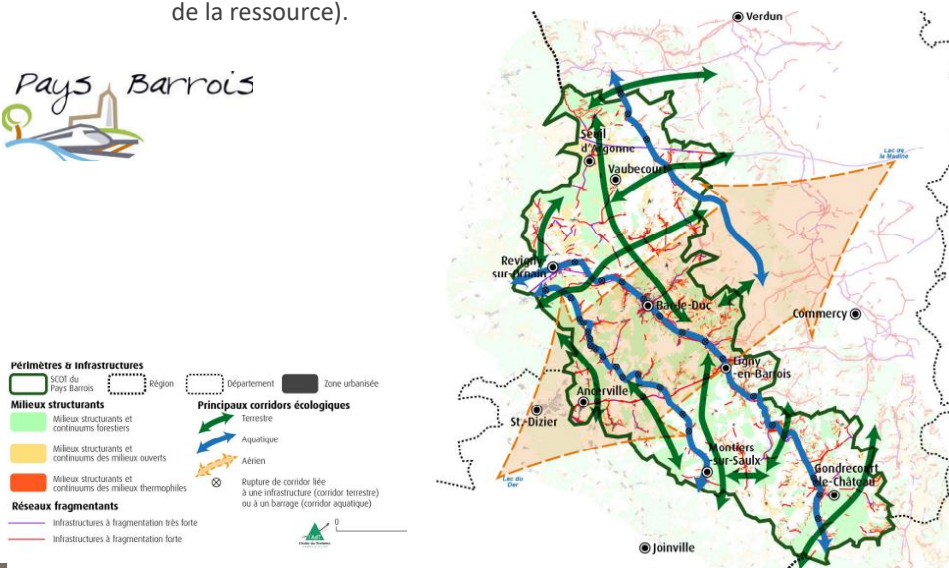 de la ressource).
Pays Barrois
Verdun
Seuil
d'Argonne
Vaubecourt
Lac de
la Madine
Revigny
sur-Ornain
Bar-le-Duc
Commercy
Ligny
-en-Barrois
Ancerville
St.-Dizier
Montiers
-sur-Saulx
Gondrecourt
-le-Château
Lac du
Der
Joinville
Périmètres & Infrastructures
SCOT du
Pays Barrois
Région
Département
Zone urbanisée
Milieux structurants
Milieux structurants et
continuums forestiers
Milieux structurants et
continuums des milieux ouverts
Milieux structurants et
continuums des milieux thermophiles
Réseaux fragmentants
Infrastructures à fragmentation très forte
Infrastructures à fragmentation forte
Principaux corridors écologiques
Terrestre
Aquatique
Aérien
Rupture de corridor liée
à une infrastructure (corridor terrestre)
ou à un barrage (corridor aquatique)
0